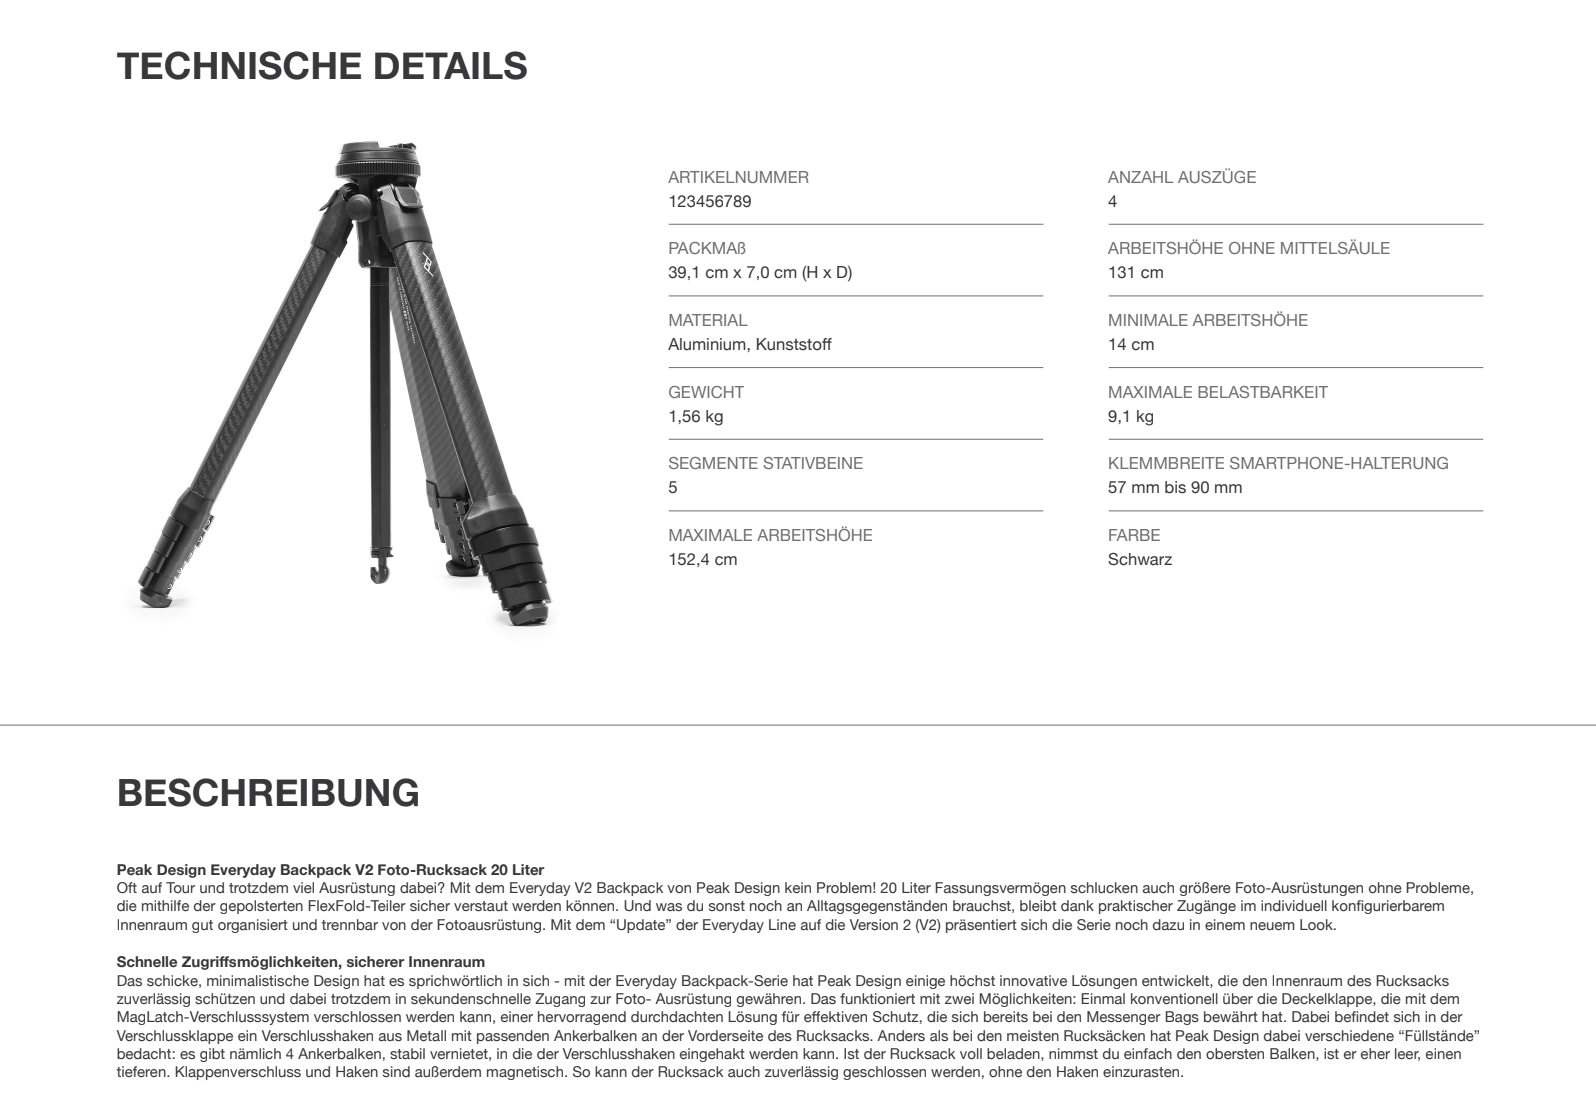 TECHNISCHE DETAILS
ARTIKELNUMMER
123456789
PACKMAß
39,1 cm x 7,0 cm (H x D)
MATERIAL
Aluminium, Kunststoff
GEWICHT
1,56 kg
SEGMENTE STATIVBEINE
5
MAXIMALE ARBEITSHÖHE
152,4 cm
ANZAHL AUSZÜGE
4
ARBEITSHÖHE OHNE MITTELSÄULE
131 cm
MINIMALE ARBEITSHÖHE
14 cm
MAXIMALE BELASTBARKEIT
9,1 kg
KLEMMBREITE SMARTPHONE-HALTERUNG
57 mm bis 90 mm
FARBE
Schwarz
BESCHREIBUNG
Peak Design Everyday Backpack V2 Foto-Rucksack 20 Liter
Oft auf Tour und trotzdem viel Ausrüstung dabei? Mit dem Everyday V2 Backpack von Peak Design kein Problem! 20 Liter Fassungsvermögen schlucken auch größere Foto-Ausrüstungen ohne Probleme,
die mithilfe der gepolsterten FlexFold-Teiler sicher verstaut werden können. Und was du sonst noch an Alltagsgegenständen brauchst, bleibt dank praktischer Zugänge im individuell konfigurierbarem
Innenraum gut organisiert und trennbar von der Fotoausrüstung. Mit dem “Update” der Everyday Line auf die Version 2 (V2) präsentiert sich die Serie noch dazu in einem neuem Look.
Schnelle Zugriffsmöglichkeiten, sicherer Innenraum
Das schicke, minimalistische Design hat es sprichwörtlich in sich - mit der Everyday Backpack-Serie hat Peak Design einige höchst innovative Lösungen entwickelt, die den Innenraum des Rucksacks
zuverlässig schützen und dabei trotzdem in sekundenschnelle Zugang zur Foto- Ausrüstung gewähren. Das funktioniert mit zwei Möglichkeiten: Einmal konventionell über die Deckelklappe, die mit dem
MagLatch-Verschlusssystem verschlossen werden kann, einer hervorragend durchdachten Lösung für effektiven Schutz, die sich bereits bei den Messenger Bags bewährt hat. Dabei befindet sich in der
Verschlussklappe ein Verschlusshaken aus Metall mit passenden Ankerbalken an der Vorderseite des Rucksacks. Anders als bei den meisten Rucksäcken hat Peak Design dabei verschiedene “Füllstände”
bedacht: es gibt nämlich 4 Ankerbalken, stabil vernietet, in die der Verschlusshaken eingehakt werden kann. Ist der Rucksack voll beladen, nimmst du einfach den obersten Balken, ist er eher leer, einen
tieferen. Klappenverschluss und Haken sind außerdem magnetisch. So kann der Rucksack auch zuverlässig geschlossen werden, ohne den Haken einzurasten.